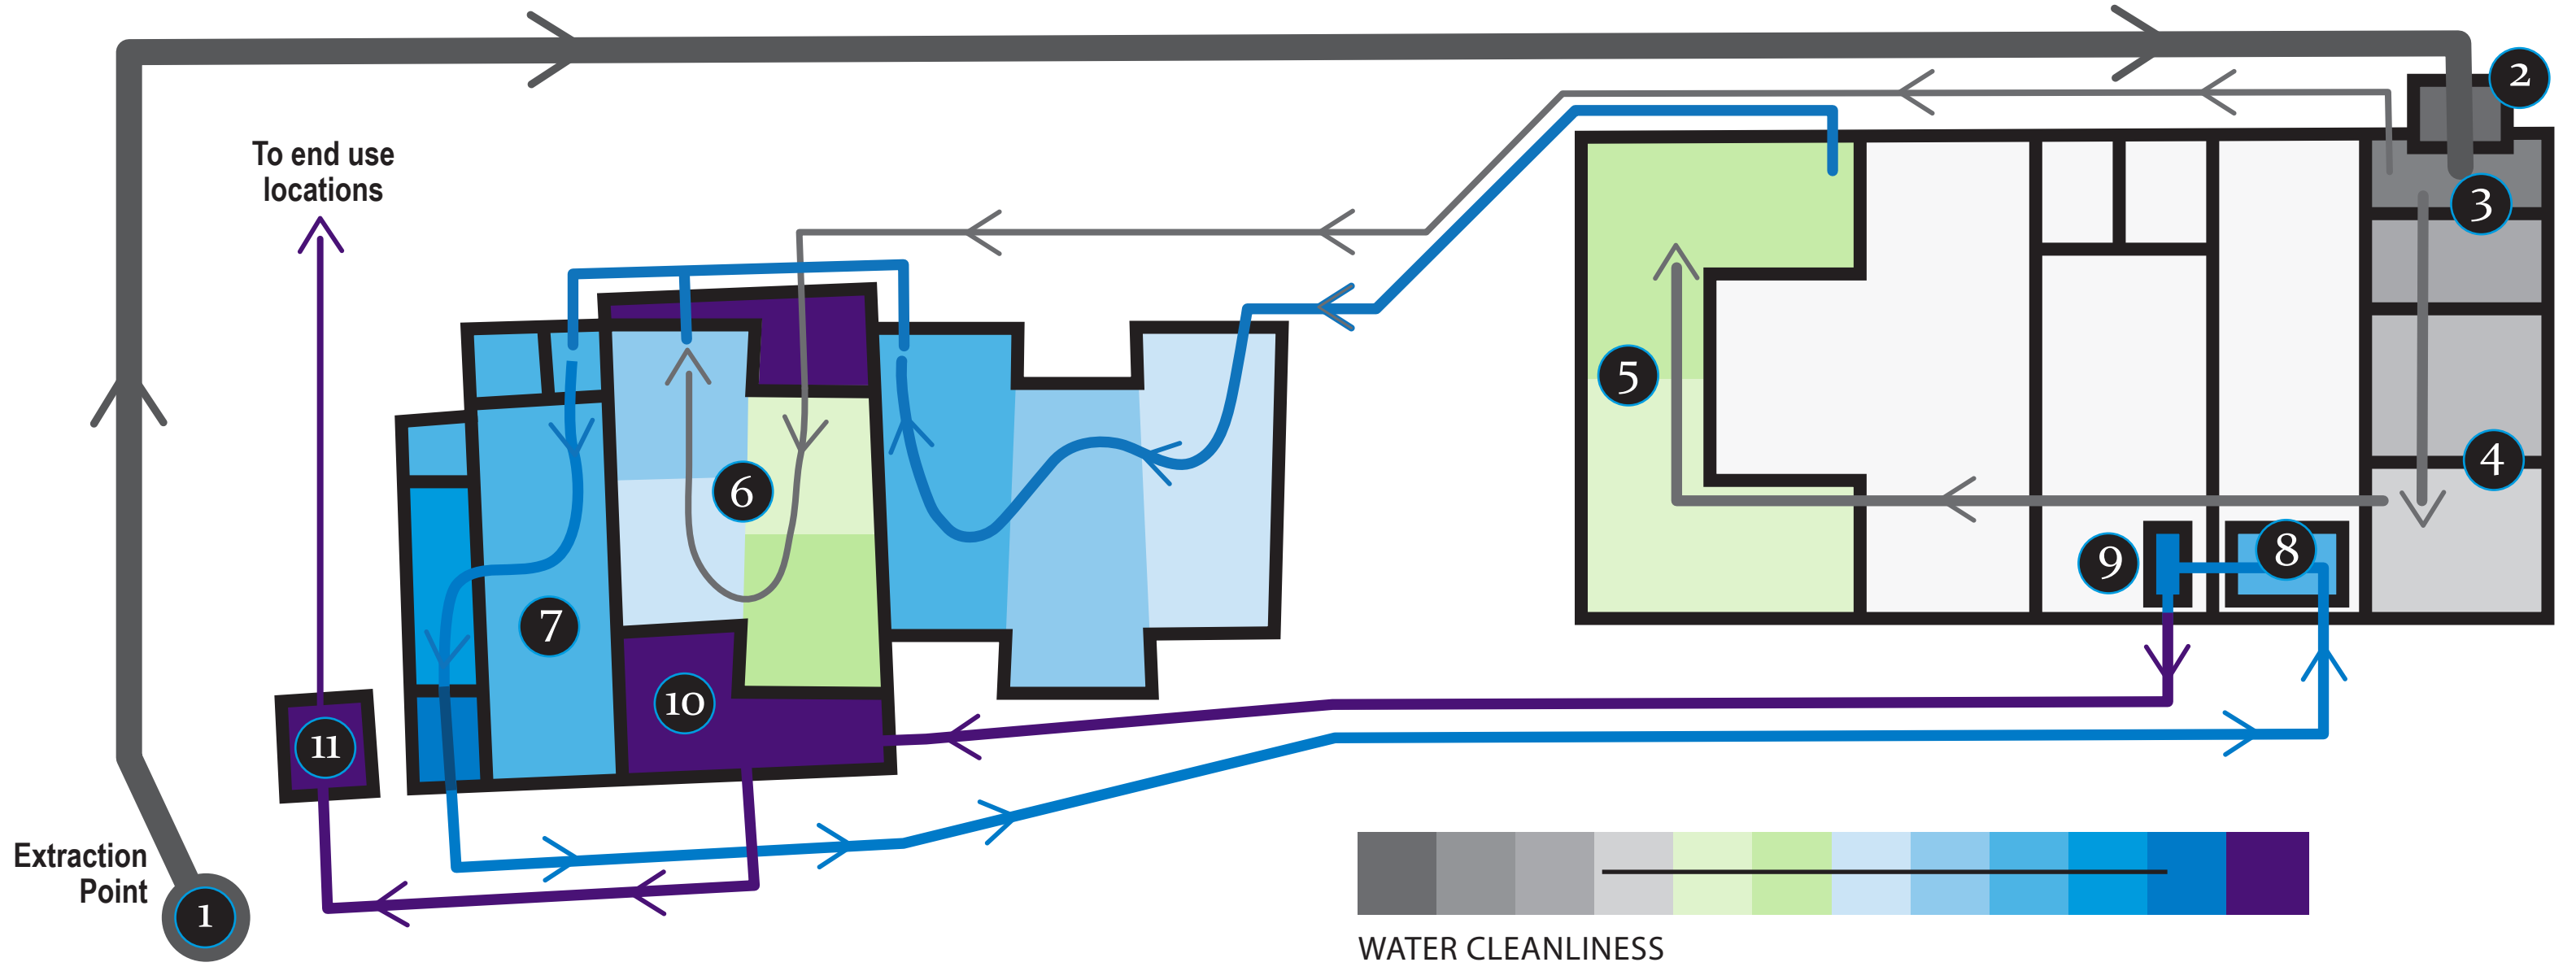 2
To end use
locations
3
5
4
6
9
8
7
10
11
Extraction
Point
1
WATER CLEANLINESS